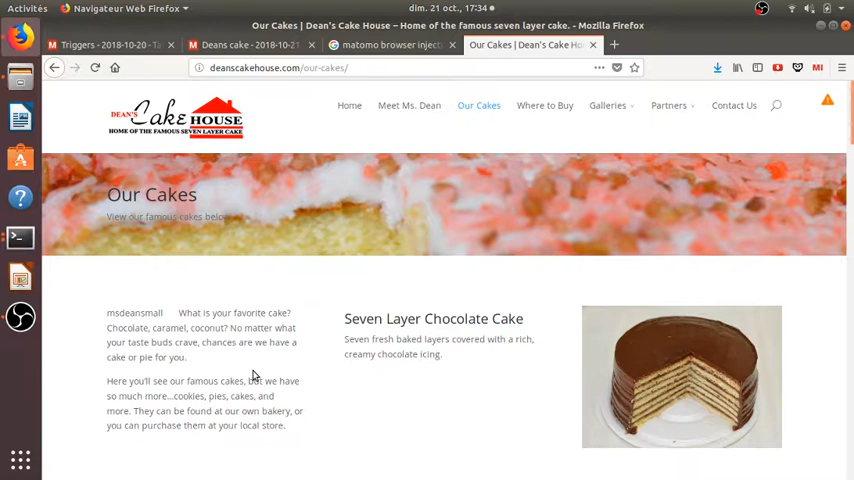 Activités
Navigateur Web Firefox
dim. 21 oct., 17:34
Our Cakes | Dean's Cake House – Home of the famous seven layer cake. - Mozilla Firefox
Triggers - 2018-10-20 - Ta
Deans cake - 2018-10-21
matomo browser inject
Our Cakes | Dean's Cake Ho
deanscakehouse.com/our-cakes/
MI
DEAN'S Cake HOUSE
HOME OF THE FAMOUS SEVEN LAYER CAKE
Home
Meet Ms. Dean
Our Cakes
Where to Buy
Galleries
Partners
Contact Us
Our Cakes
View our famous cakes below
msdeansmall What is your favorite cake?
Chocolate, caramel, coconut? No matter what
your taste buds crave, chances are we have a
cake or pie for you.
Here you'll see our famous cakes, but we have
so much more...cookies, pies, cakes, and
more. They can be found at our own bakery, or
you can purchase them at your local store.
Seven Layer Chocolate Cake
Seven fresh baked layers covered with a rich,
creamy chocolate icing.